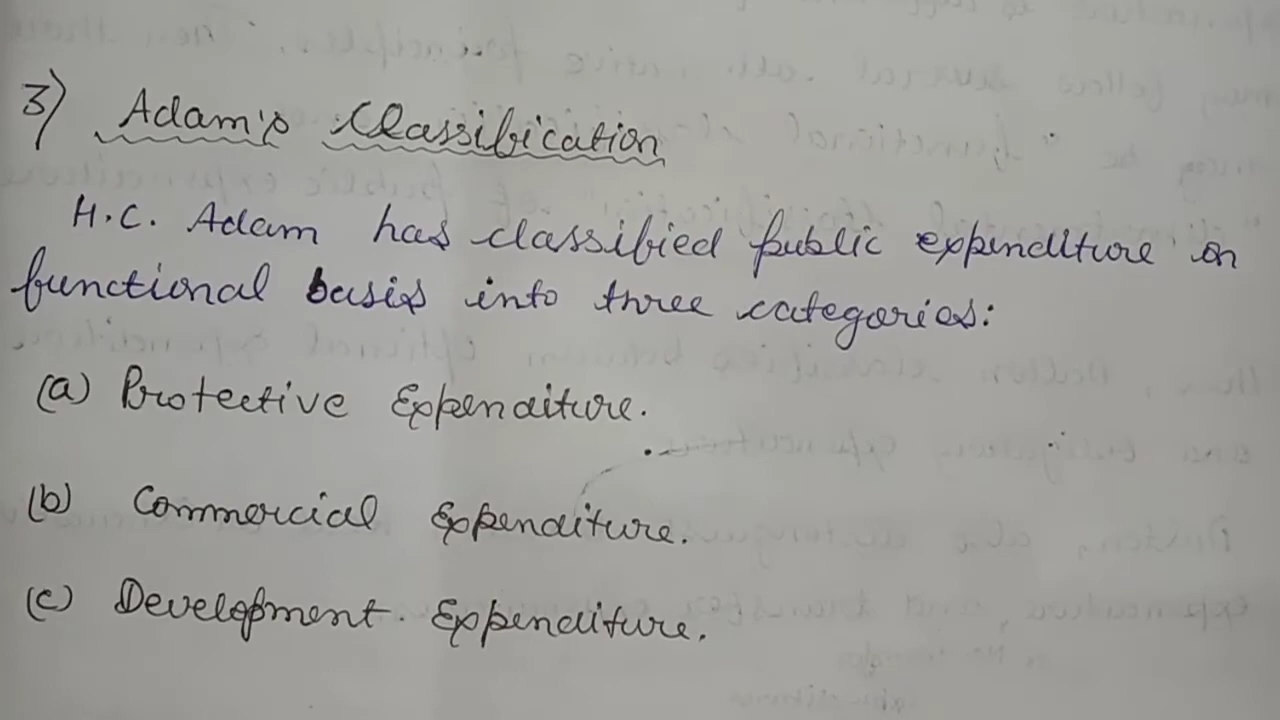 3) Adam's Classification
H.C. Adam has classified public expenditure on
functional basis into three categories:
(a) Protective Expenditure.
(b) Commercial Expenditure.
(c) Development Expenditure.